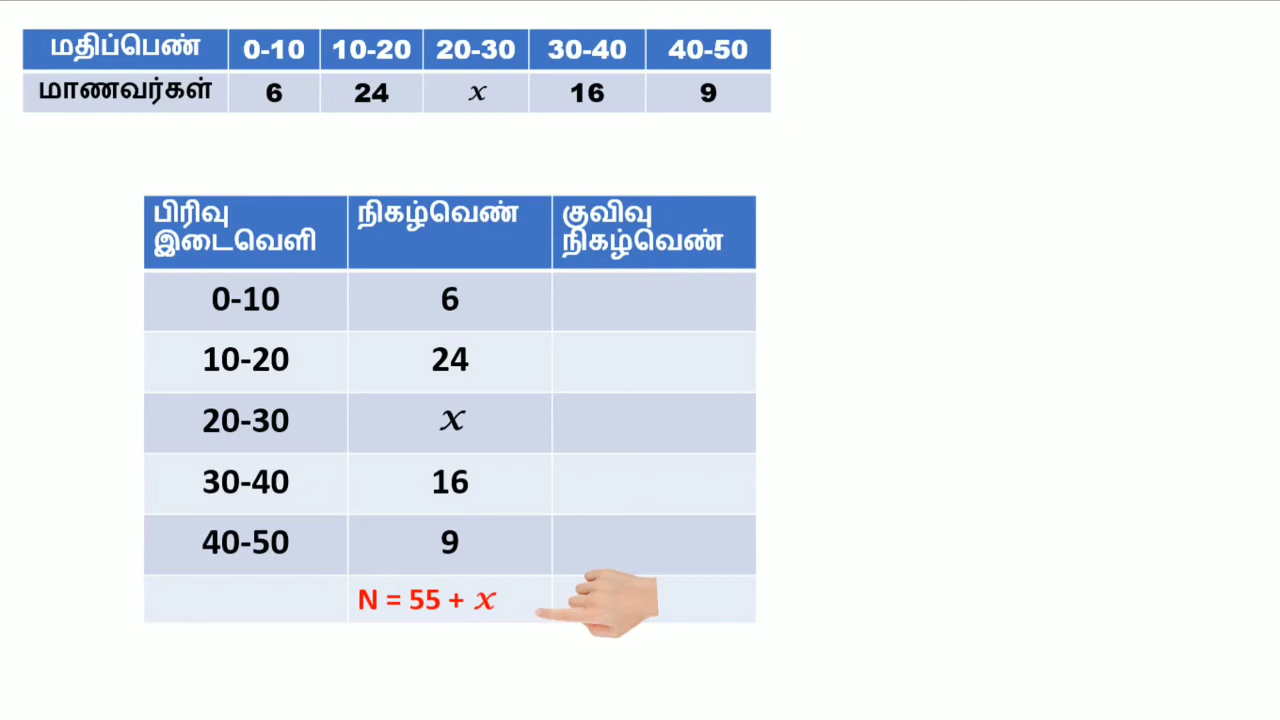 மதிப்பெண் 0-10 10-20 20-30 30-40 40-50
மாணவர்கள் 6 24 x 16 9
பிரிவு இடைவெளி நிகழ்வெண் குவிவு நிகழ்வெண்
0-10 6
10-20 24
20-30 x
30-40 16
40-50 9
N = 55 + x